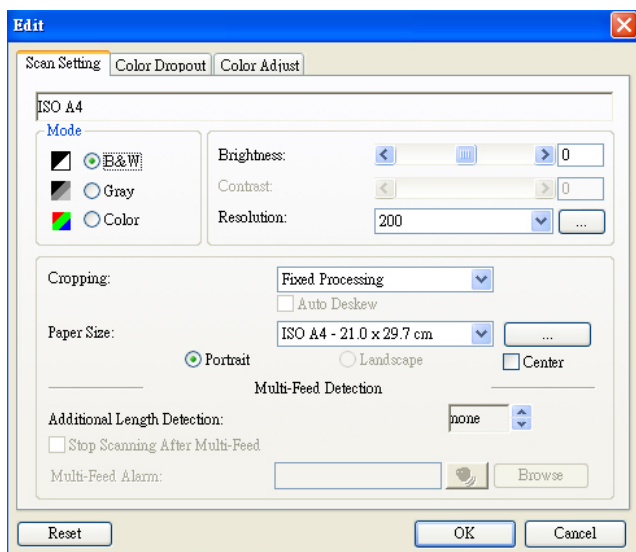 Edit
Scan Setting Color Dropout Color Adjust
ISO A4
Mode
B&W
Gray
Color
Brightness: 0
Contrast: 0
Resolution: 200 ...
Cropping: Fixed Processing
Auto Deskew
Paper Size: ISO A4 - 21.0 x 29.7 cm ...
Portrait Landscape Center
Multi-Feed Detection
Additional Length Detection: none
Stop Scanning After Multi-Feed
Multi-Feed Alarm: Browse
Reset OK Cancel